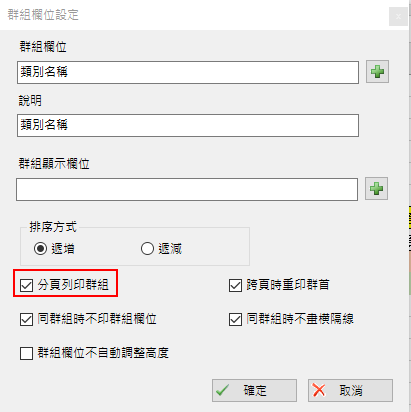 群組欄位設定
群組欄位
類別名稱
說明
類別名稱
群組顯示欄位
排序方式
遞增
遞減
分頁列印群組
跨頁時重印群首
同群組時不印群組欄位
同群組時不畫橫隔線
群組欄位不自動調整高度
確定
取消